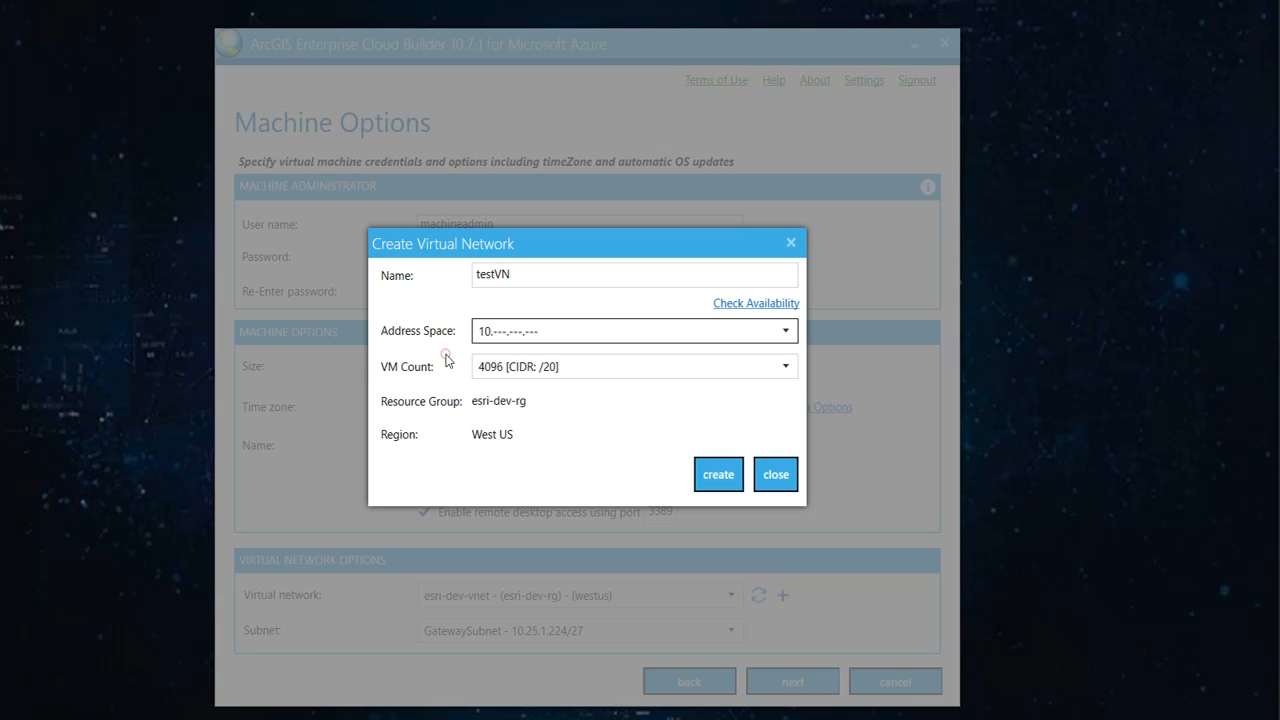 ArcGIS Enterprise Cloud Builder 10.7.1 for Microsoft Azure
Terms of Use Help About Settings Signout
Machine Options
Specify virtual machine credentials and options including timeZone and automatic OS updates
MACHINE ADMINISTRATOR
User name: machineadmin
Password:
Re-Enter password:
MACHINE OPTIONS
Size:
Time zone:
Options
Name:
Create Virtual Network
Name: testVN
Check Availability
Address Space: 10.---.---.---
VM Count: 4096 [CIDR: /20]
Resource Group: esri-dev-rg
Region: West US
create close
Enable remote desktop access using port 3389
VIRTUAL NETWORK OPTIONS
Virtual network: esri-dev-vnet - (esri-dev-rg) - (westus)
Subnet: GatewaySubnet - 10.25.1.224/27
back next cancel